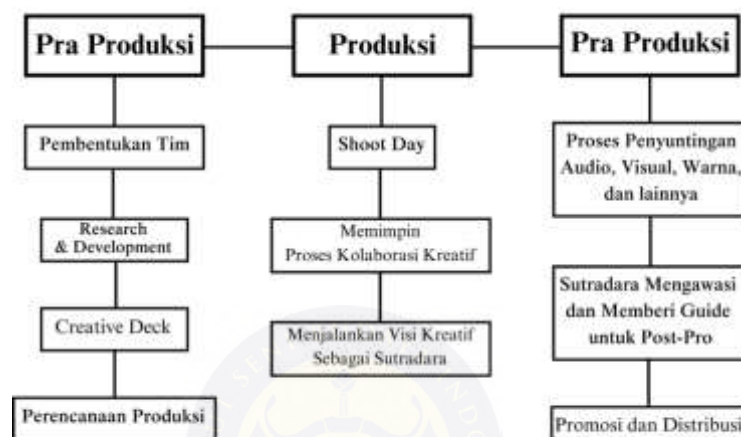 Pra Produksi
Pembentukan Tim
Research
& Development
Creative Deck
Perencanaan Produksi
Produksi
Shoot Day
Memimpin
Proses Kolaborasi Kreatif
Menjalankan Visi Kreatif
Sebagai Sutradara
Pra Produksi
Proses Penyuntingan
Audio, Visual, Warna,
dan lainnya
Sutradara Mengawasi
dan Memberi Guide
untuk Post-Pro
Promosi dan Distribusi